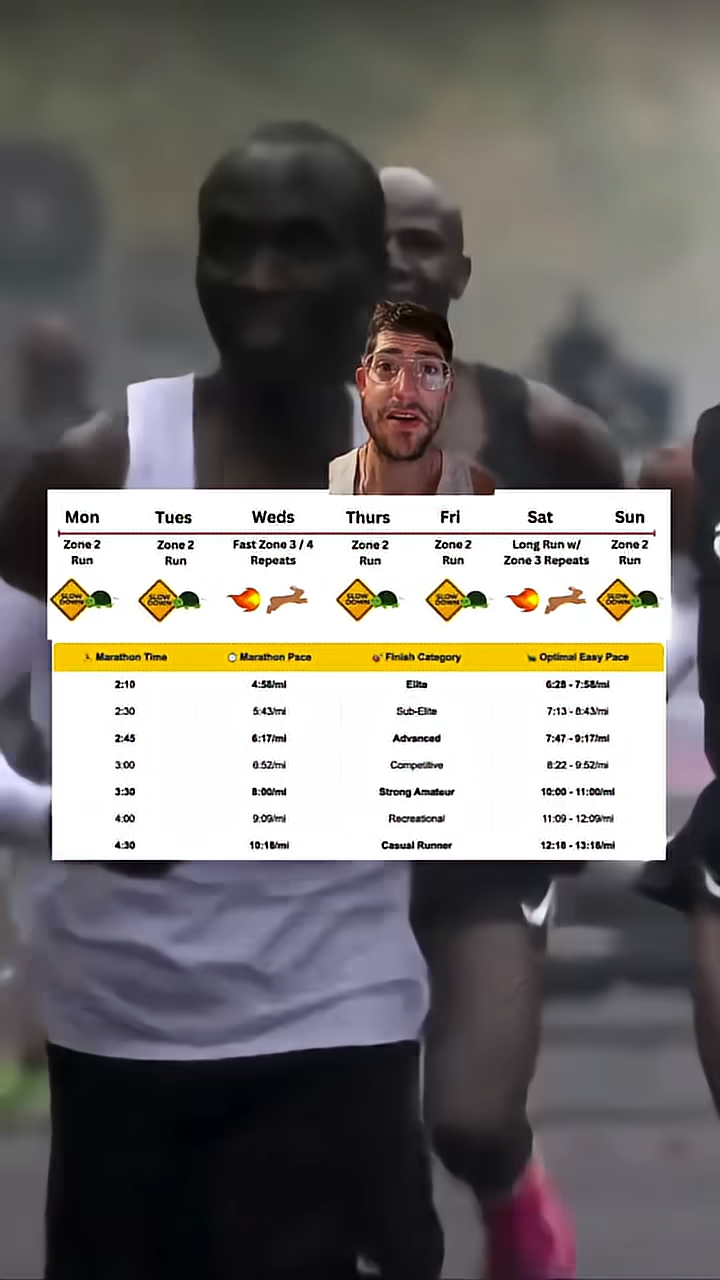 Mon Tues Weds Thurs Fri Sat Sun
Zone 2 Zone 2 Fast Zone 3 / 4 Zone 2 Zone 2 Long Run w/ Zone 2
Run Run Repeats Run Run Zone 3 Repeats Run
SLOW DOWN SLOW DOWN SLOW DOWN SLOW DOWN SLOW DOWN
Marathon Time Marathon Pace Finish Category Optimal Easy Pace
2:10 4:58/mi Elite 6:28 - 7:58/mi
2:30 5:43/mi Sub-Elite 7:13 - 8:43/mi
2:45 6:17/mi Advanced 7:47 - 9:17/mi
3:00 6:52/mi Competitive 8:22 - 9:52/mi
3:30 8:00/mi Strong Amateur 10:00 - 11:00/mi
4:00 9:09/mi Recreational 11:09 - 12:09/mi
4:30 10:18/mi Casual Runner 12:18 - 13:18/mi